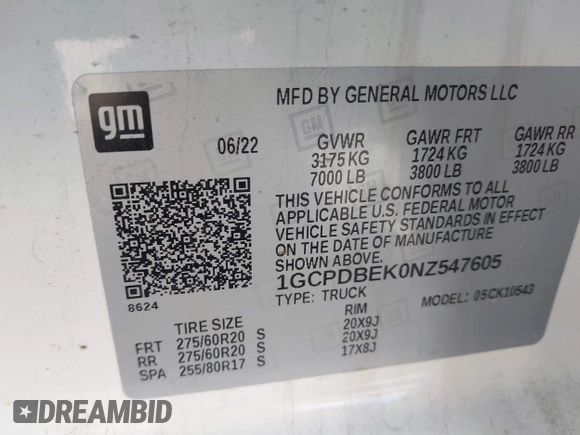 gm
MFD BY GENERAL MOTORS LLC
06/22
GVWR GAWR FRT GAWR RR
3175 KG 1724 KG 1724 KG
7000 LB 3800 LB 3800 LB
THIS VEHICLE CONFORMS TO ALL
APPLICABLE U.S. FEDERAL MOTOR
VEHICLE SAFETY STANDARDS IN EFFECT
ON THE DATE OF MANUFACTURE
SHOWN ABOVE.
1GCPDBEK0NZ547605
8624
TYPE: TRUCK MODEL: 05CK10543
TIRE SIZE RIM
FRT 275/60R20 S 20X9J
RR 275/60R20 S 20X9J
SPA 255/80R17 S 17X8J
DREAMBID